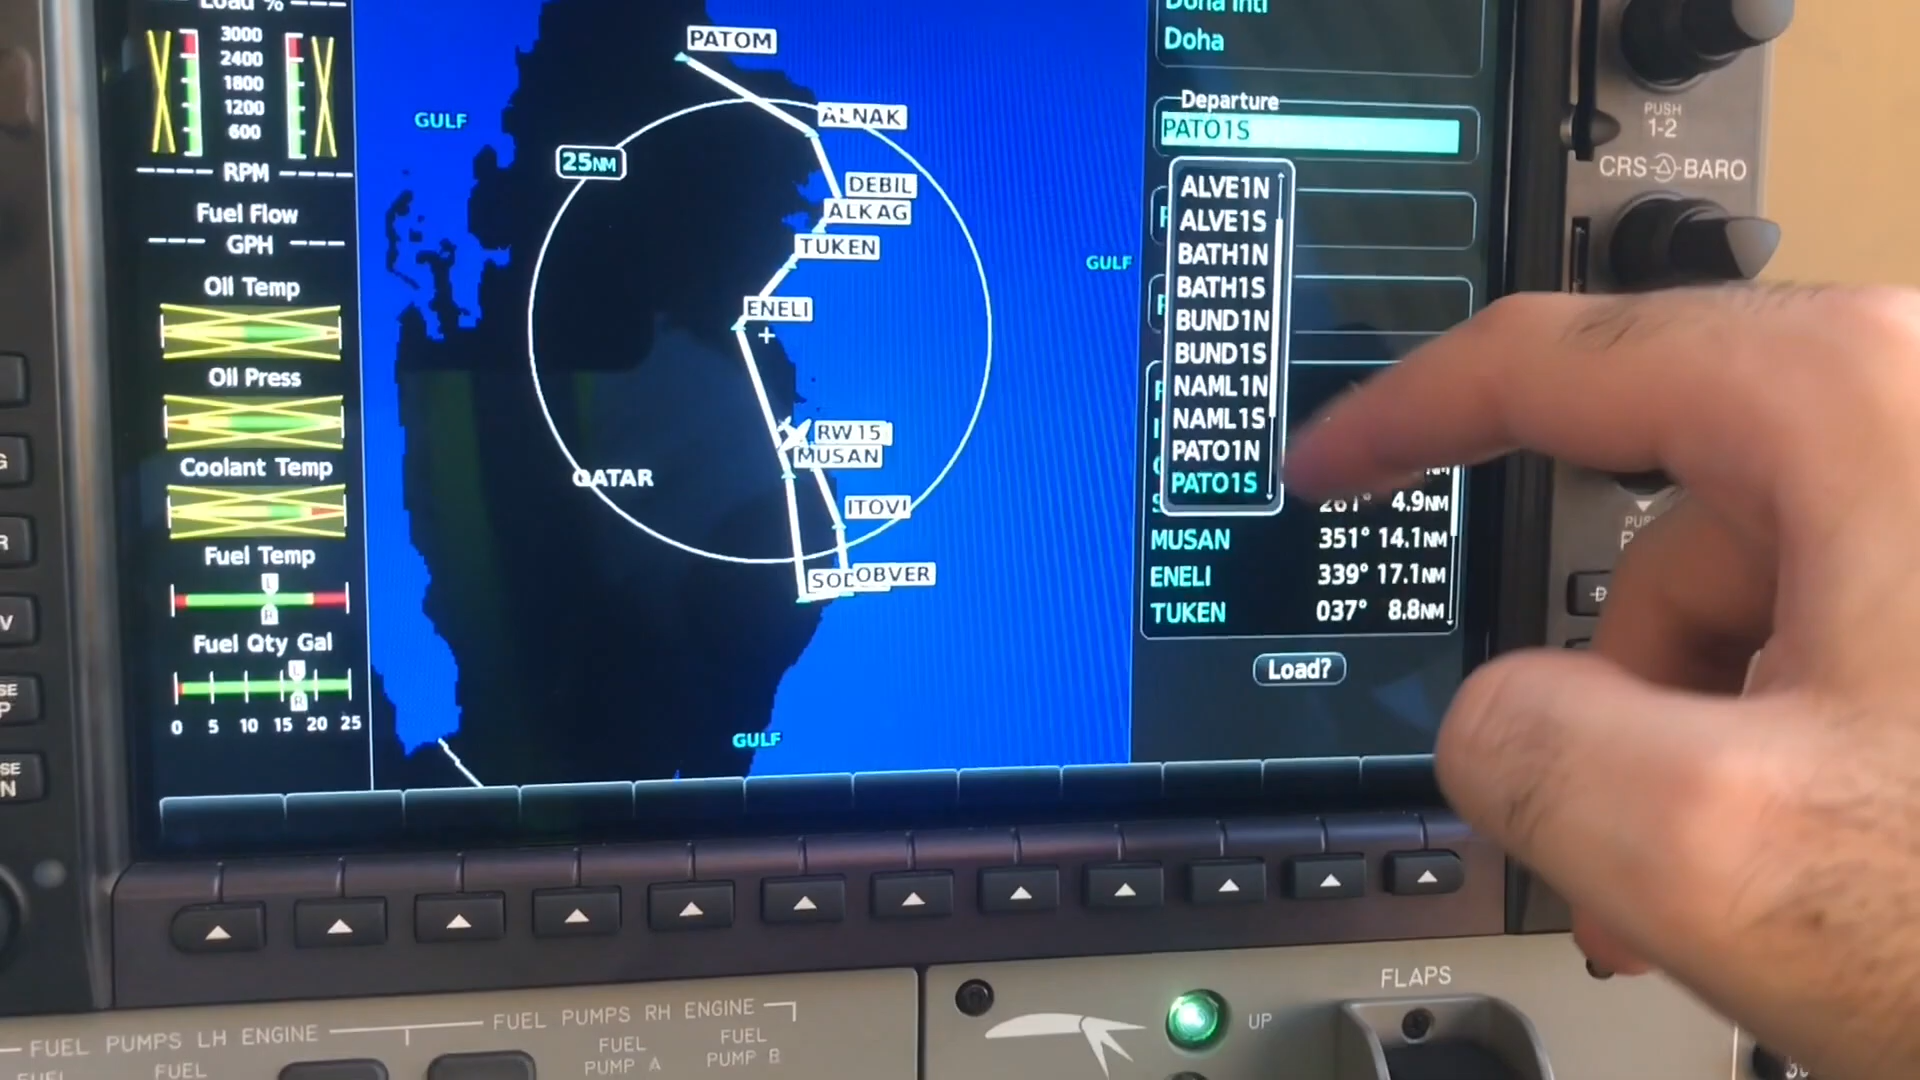 Load %
3000
2400
1800
1200
600
RPM
Fuel Flow
GPH
Oil Temp
Oil Press
Coolant Temp
Fuel Temp
L
R
Fuel Qty Gal
L
R
0 5 10 15 20 25
PATOM
GULF
ALNAK
25NM
DEBIL
ALKAG
TUKEN
GULF
ENELI
RW15
MUSAN
QATAR
ITOVI
OBVER
GULF
Doha Intl
Doha
Departure
PATO1S
ALVE1N
ALVE1S
BATH1N
BATH1S
BUND1N
BUND1S
NAML1N
NAML1S
PATO1N
PATO1S
261° 4.9NM
MUSAN 351° 14.1NM
ENELI 339° 17.1NM
TUKEN 037° 8.8NM
Load?
PUSH
1-2
CRS BARO
FUEL PUMPS LH ENGINE
FUEL PUMPS RH ENGINE
FUEL
FUEL
PUMP A
FUEL
PUMP B
UP
FLAPS